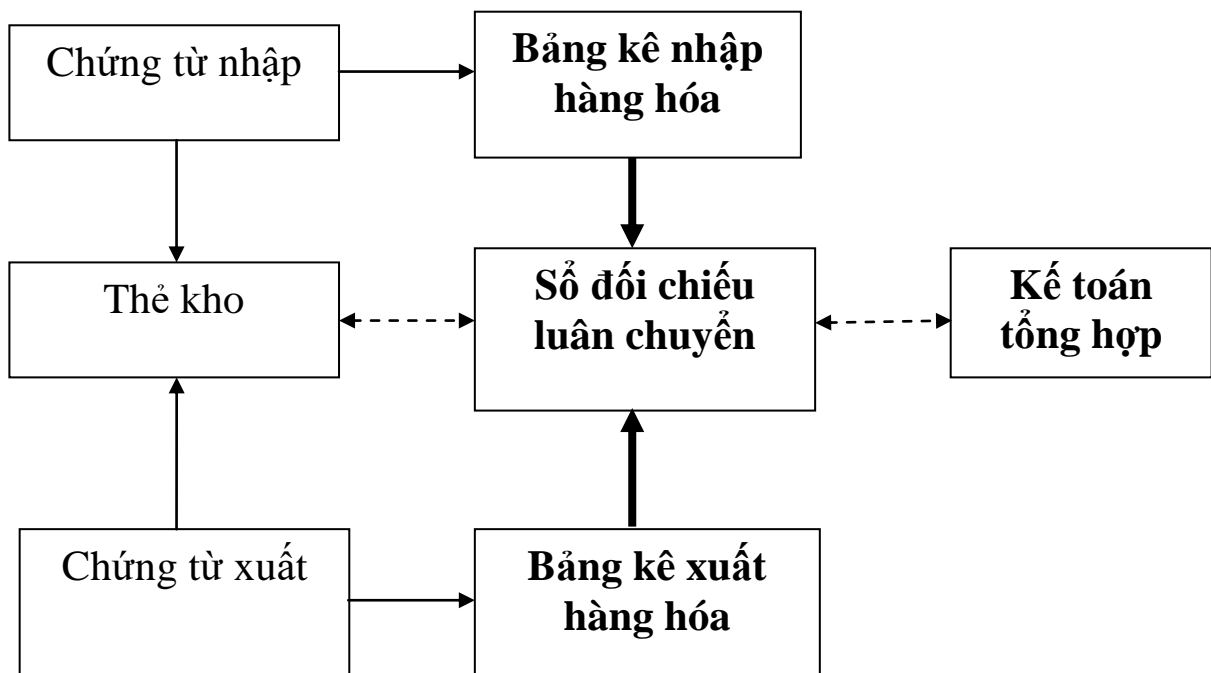 Chứng từ nhập
Bảng kê nhập
hàng hóa
Thẻ kho
Sổ đối chiếu
luân chuyển
Kế toán
tổng hợp
Chứng từ xuất
Bảng kê xuất
hàng hóa